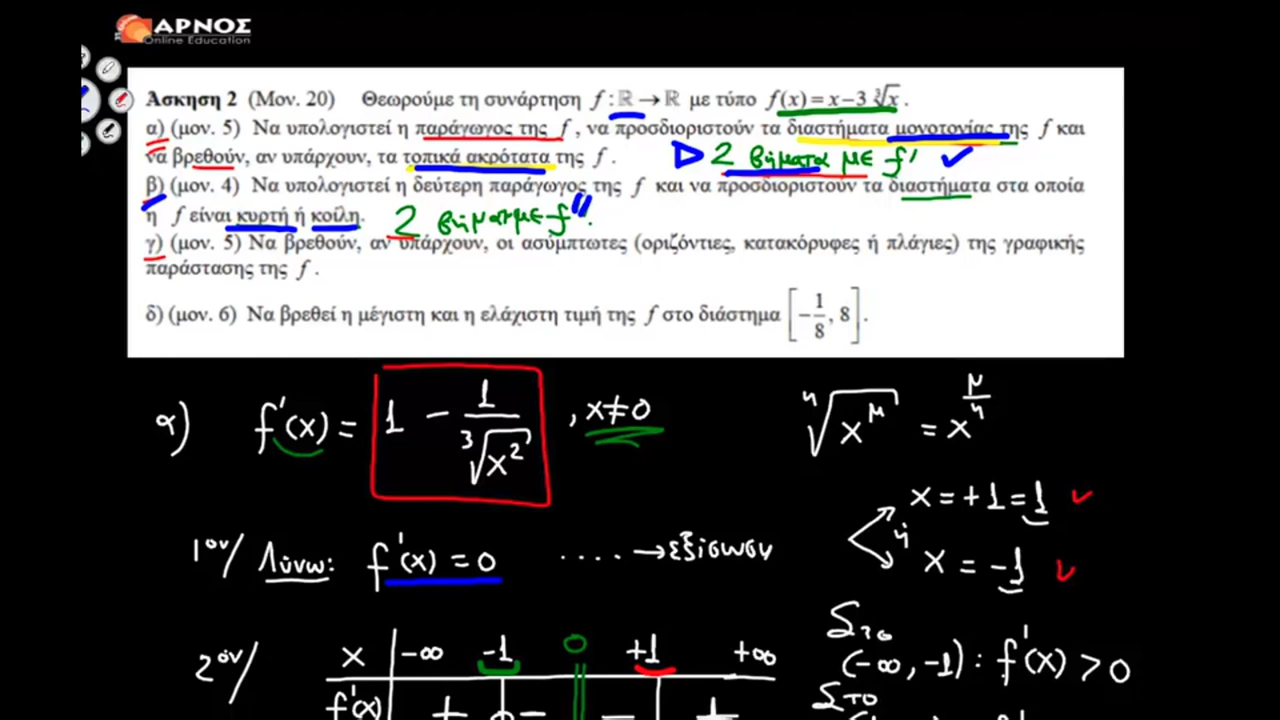 ΑΡΝΟΣ
Online Education
Άσκηση 2 (Μον. 20) Θεωρούμε τη συνάρτηση f : ℝ → ℝ με τύπο f(x) = x − 3 ∛x .
α) (μον. 5) Να υπολογιστεί η παράγωγος της f , να προσδιοριστούν τα διαστήματα μονοτονίας της f και
να βρεθούν, αν υπάρχουν, τα τοπικά ακρότατα της f . 2 βήματα με f' ✓
β) (μον. 4) Να υπολογιστεί η δεύτερη παράγωγος της f και να προσδιοριστούν τα διαστήματα στα οποία
η f είναι κυρτή ή κοίλη. 2 βήματα με f''.
γ) (μον. 5) Να βρεθούν, αν υπάρχουν, οι ασύμπτωτες (οριζόντιες, κατακόρυφες ή πλάγιες) της γραφικής
παράστασης της f .
δ) (μον. 6) Να βρεθεί η μέγιστη και η ελάχιστη τιμή της f στο διάστημα [−1/8, 8].
α) f'(x) = 1 − 1/∛x² , x≠0
ⁿ√x^μ = x^(μ/ν)
x = +1 = 1 ✓
ή
x = −1 ✓
1ον/ Λύνω: f'(x) = 0 ....→ εξίσωση
2όν/ x −∞ −1 0 +1 +∞
f'(x) + 0 − − +
Στο
(−∞, −1) : f'(x) > 0
Στο